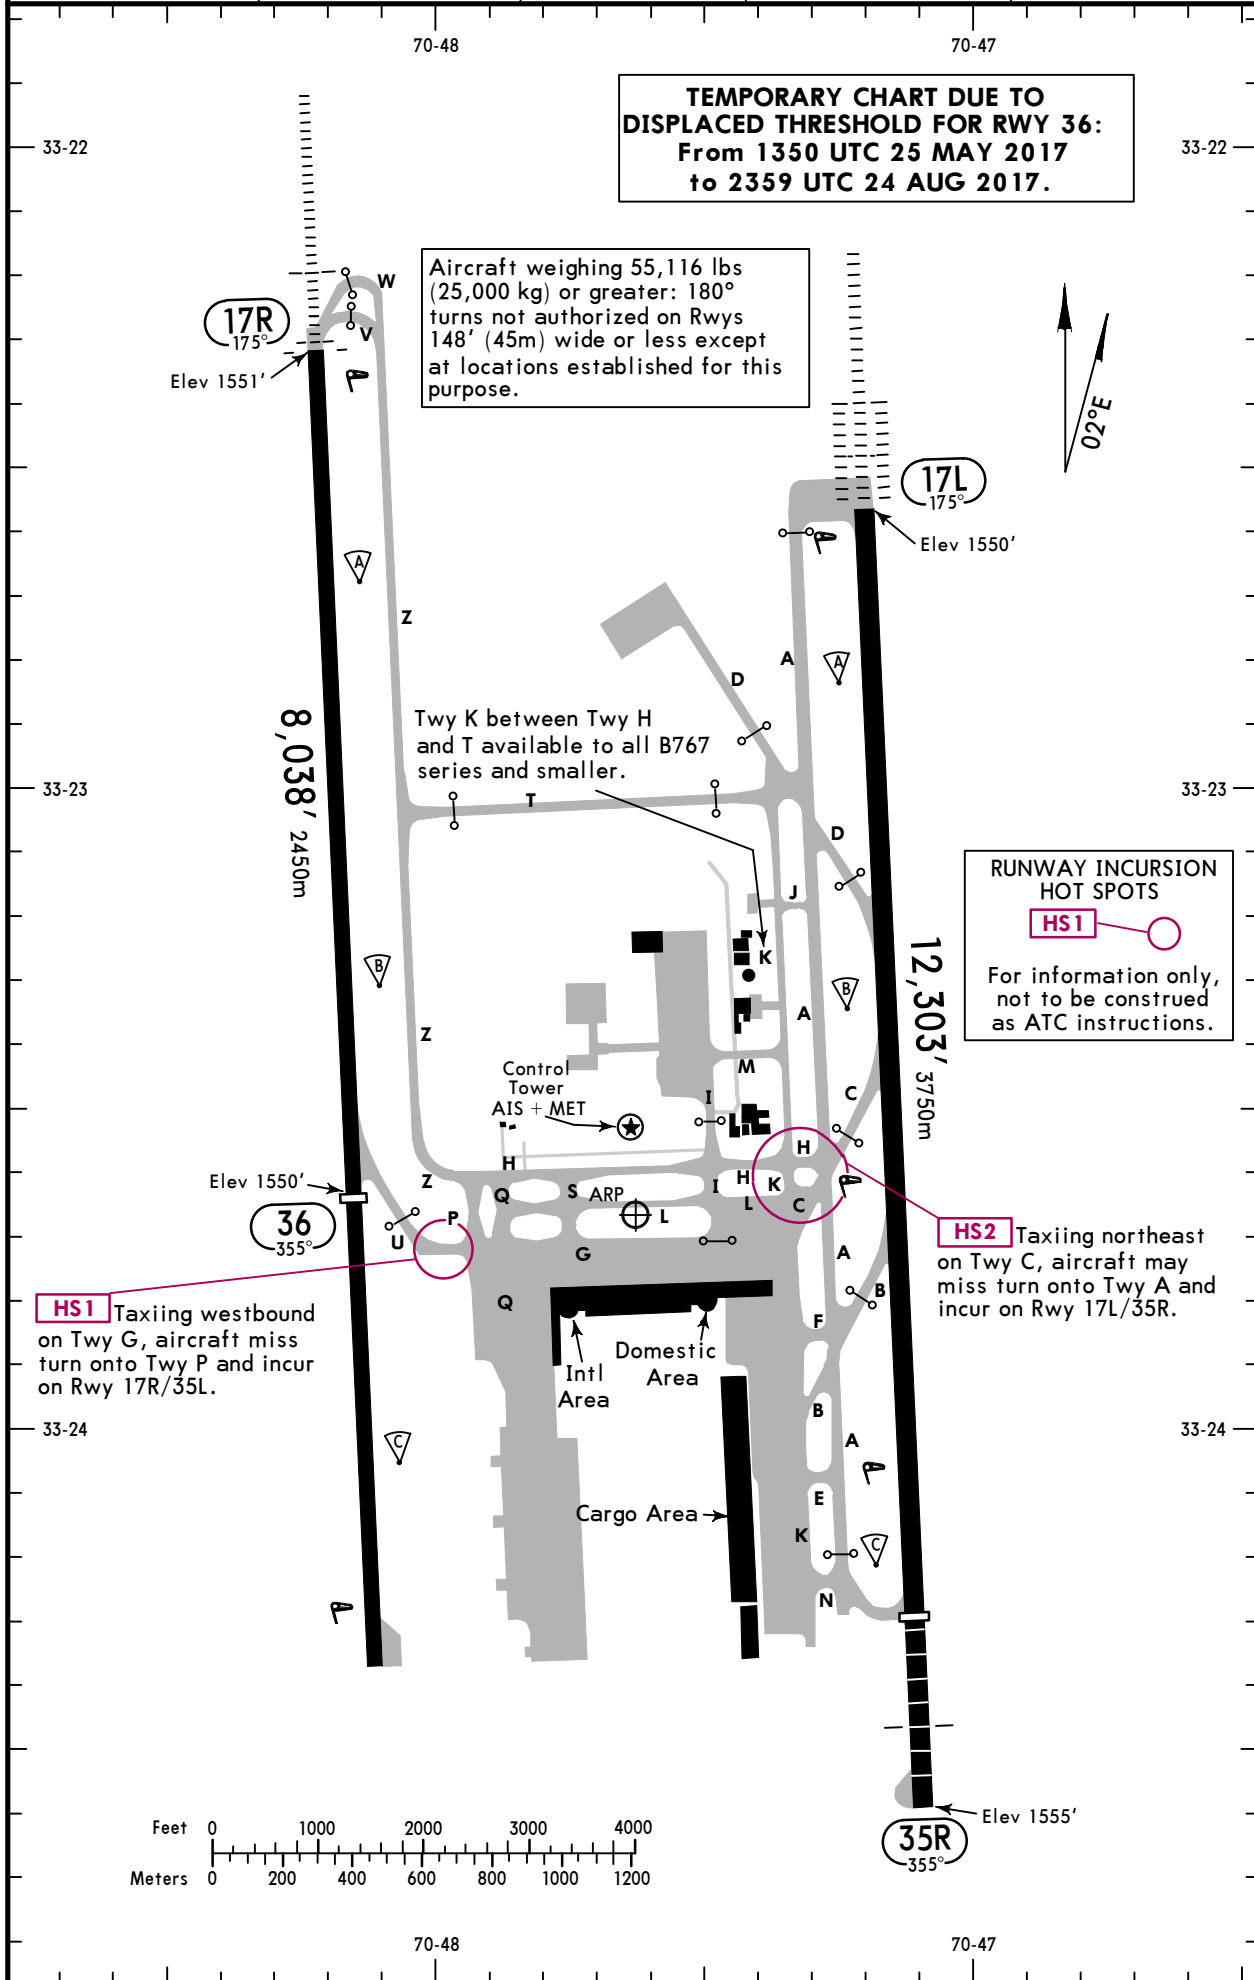 70-48
70-47
TEMPORARY CHART DUE TO
DISPLACED THRESHOLD FOR RWY 36:
From 1350 UTC 25 MAY 2017
to 2359 UTC 24 AUG 2017.
33-22
33-22
Aircraft weighing 55,116 lbs
(25,000 kg) or greater: 180°
turns not authorized on Rwys
148' (45m) wide or less except
at locations established for this
purpose.
W
V
17R
175°
Elev 1551'
02°E
17L
175°
Elev 1550'
A
Z
A
A
D
8,038' 2450m
Twy K between Twy H
and T available to all B767
series and smaller.
33-23
33-23
T
D
RUNWAY INCURSION
HOT SPOTS
HS1
For information only,
not to be construed
as ATC instructions.
J
K
12,303' 3750m
B
B
A
Z
M
Control
Tower
AIS + MET
I
C
H
H
Z
Q
S
ARP
L
I
H
K
L
C
Elev 1550'
36
355°
U
P
G
A
B
HS2 Taxiing northeast
on Twy C, aircraft may
miss turn onto Twy A and
incur on Rwy 17L/35R.
HS1 Taxiing westbound
on Twy G, aircraft miss
turn onto Twy P and incur
on Rwy 17R/35L.
Q
F
Intl
Area
Domestic
Area
B
A
33-24
33-24
C
E
Cargo Area
K
C
N
Elev 1555'
35R
355°
Feet 0 1000 2000 3000 4000
Meters 0 200 400 600 800 1000 1200
70-48
70-47